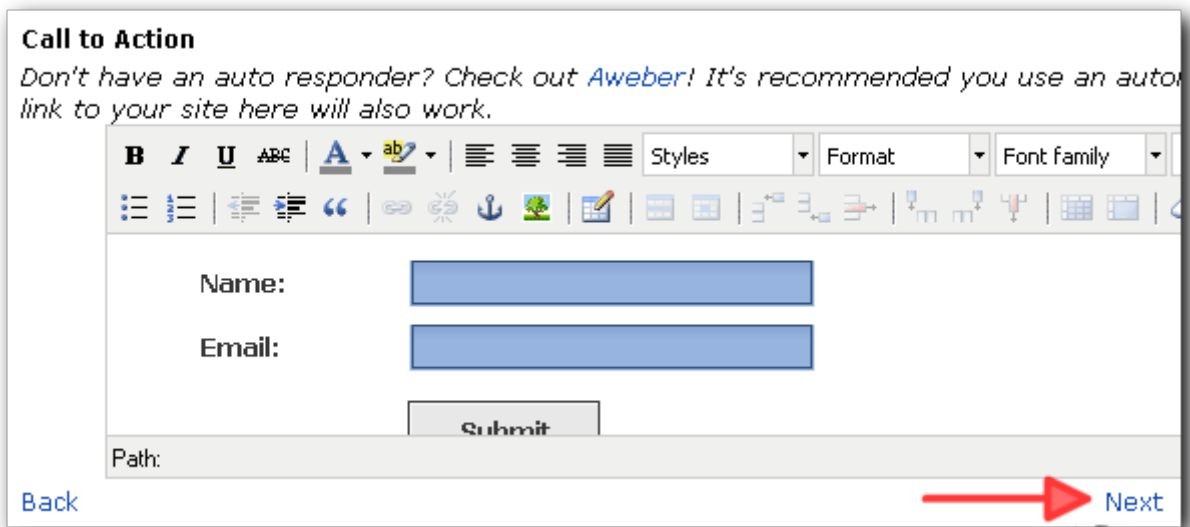 Call to Action
Don't have an auto responder? Check out Aweber! It's recommended you use an
link to your site here will also work.
B I U ABC A ab Styles Format Font family
Name:
Email:
Submit
Path:
Back Next